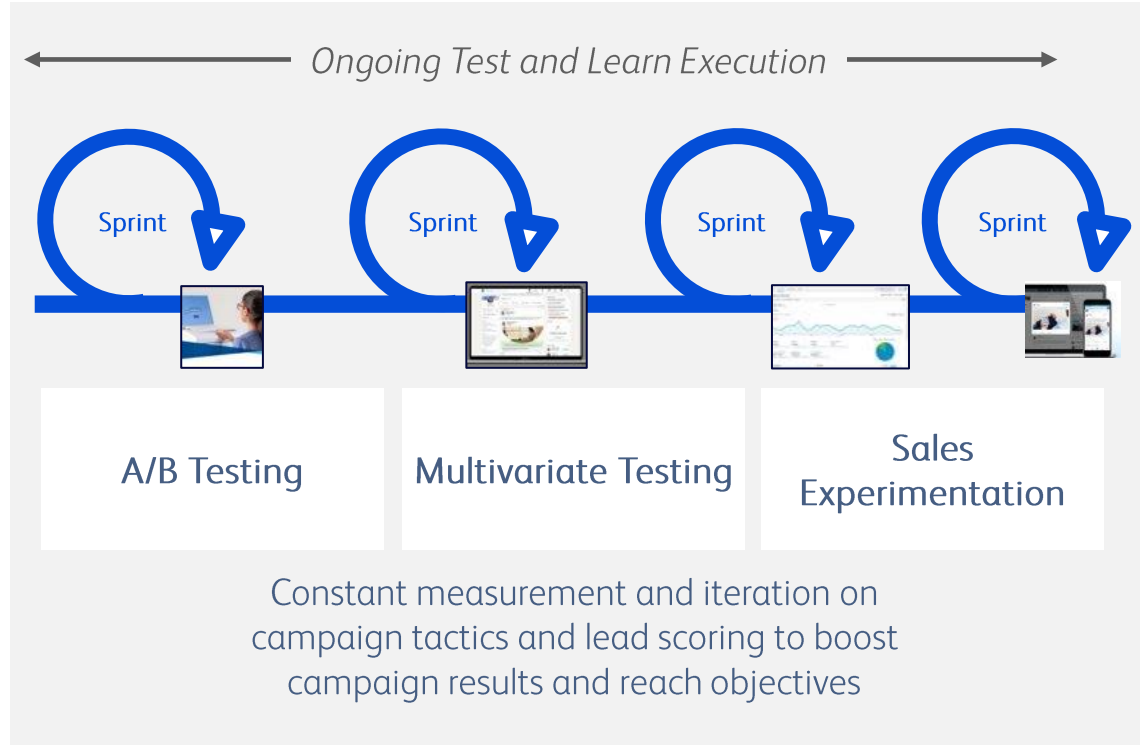 Ongoing Test and Learn Execution
Sprint
Sprint
Sprint
Sprint
A/B Testing
Multivariate Testing
Sales
Experimentation
Constant measurement and iteration on
campaign tactics and lead scoring to boost
campaign results and reach objectives